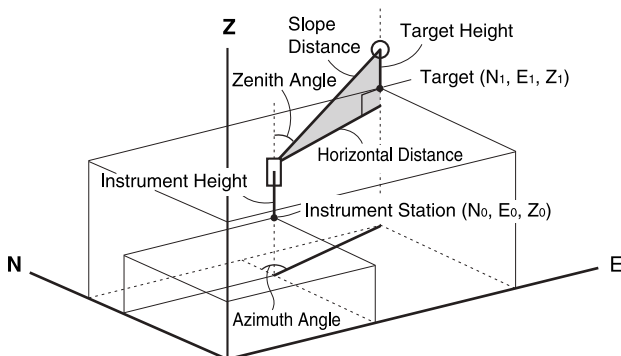 Z
Slope
Distance
Target Height
Zenith Angle
Target (N1, E1, Z1)
Horizontal Distance
Instrument Height
Instrument Station (N0, E0, Z0)
N
E
Azimuth Angle